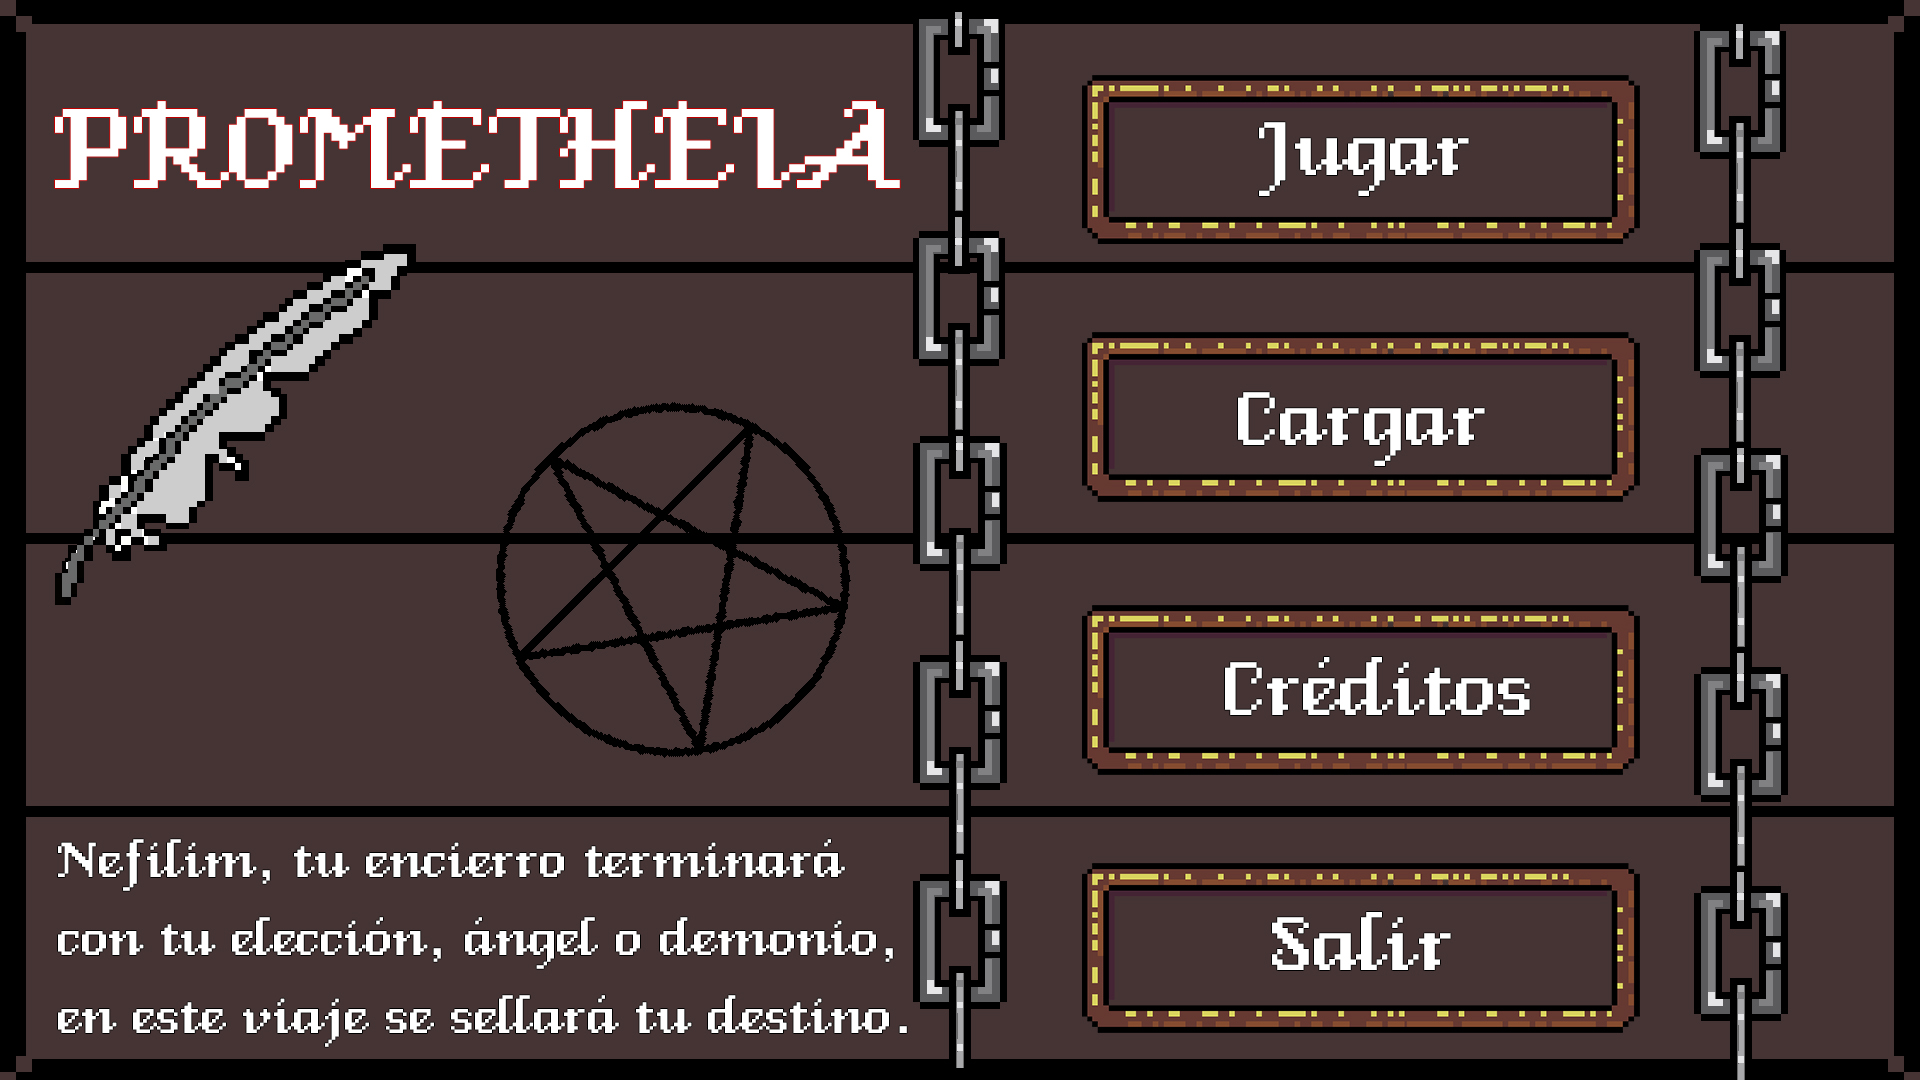 PROMETHEIA
Nefilim, tu encierro terminará
con tu elección, ángel o demonio,
en este viaje se sellará tu destino.
Jugar
Cargar
Créditos
Salir